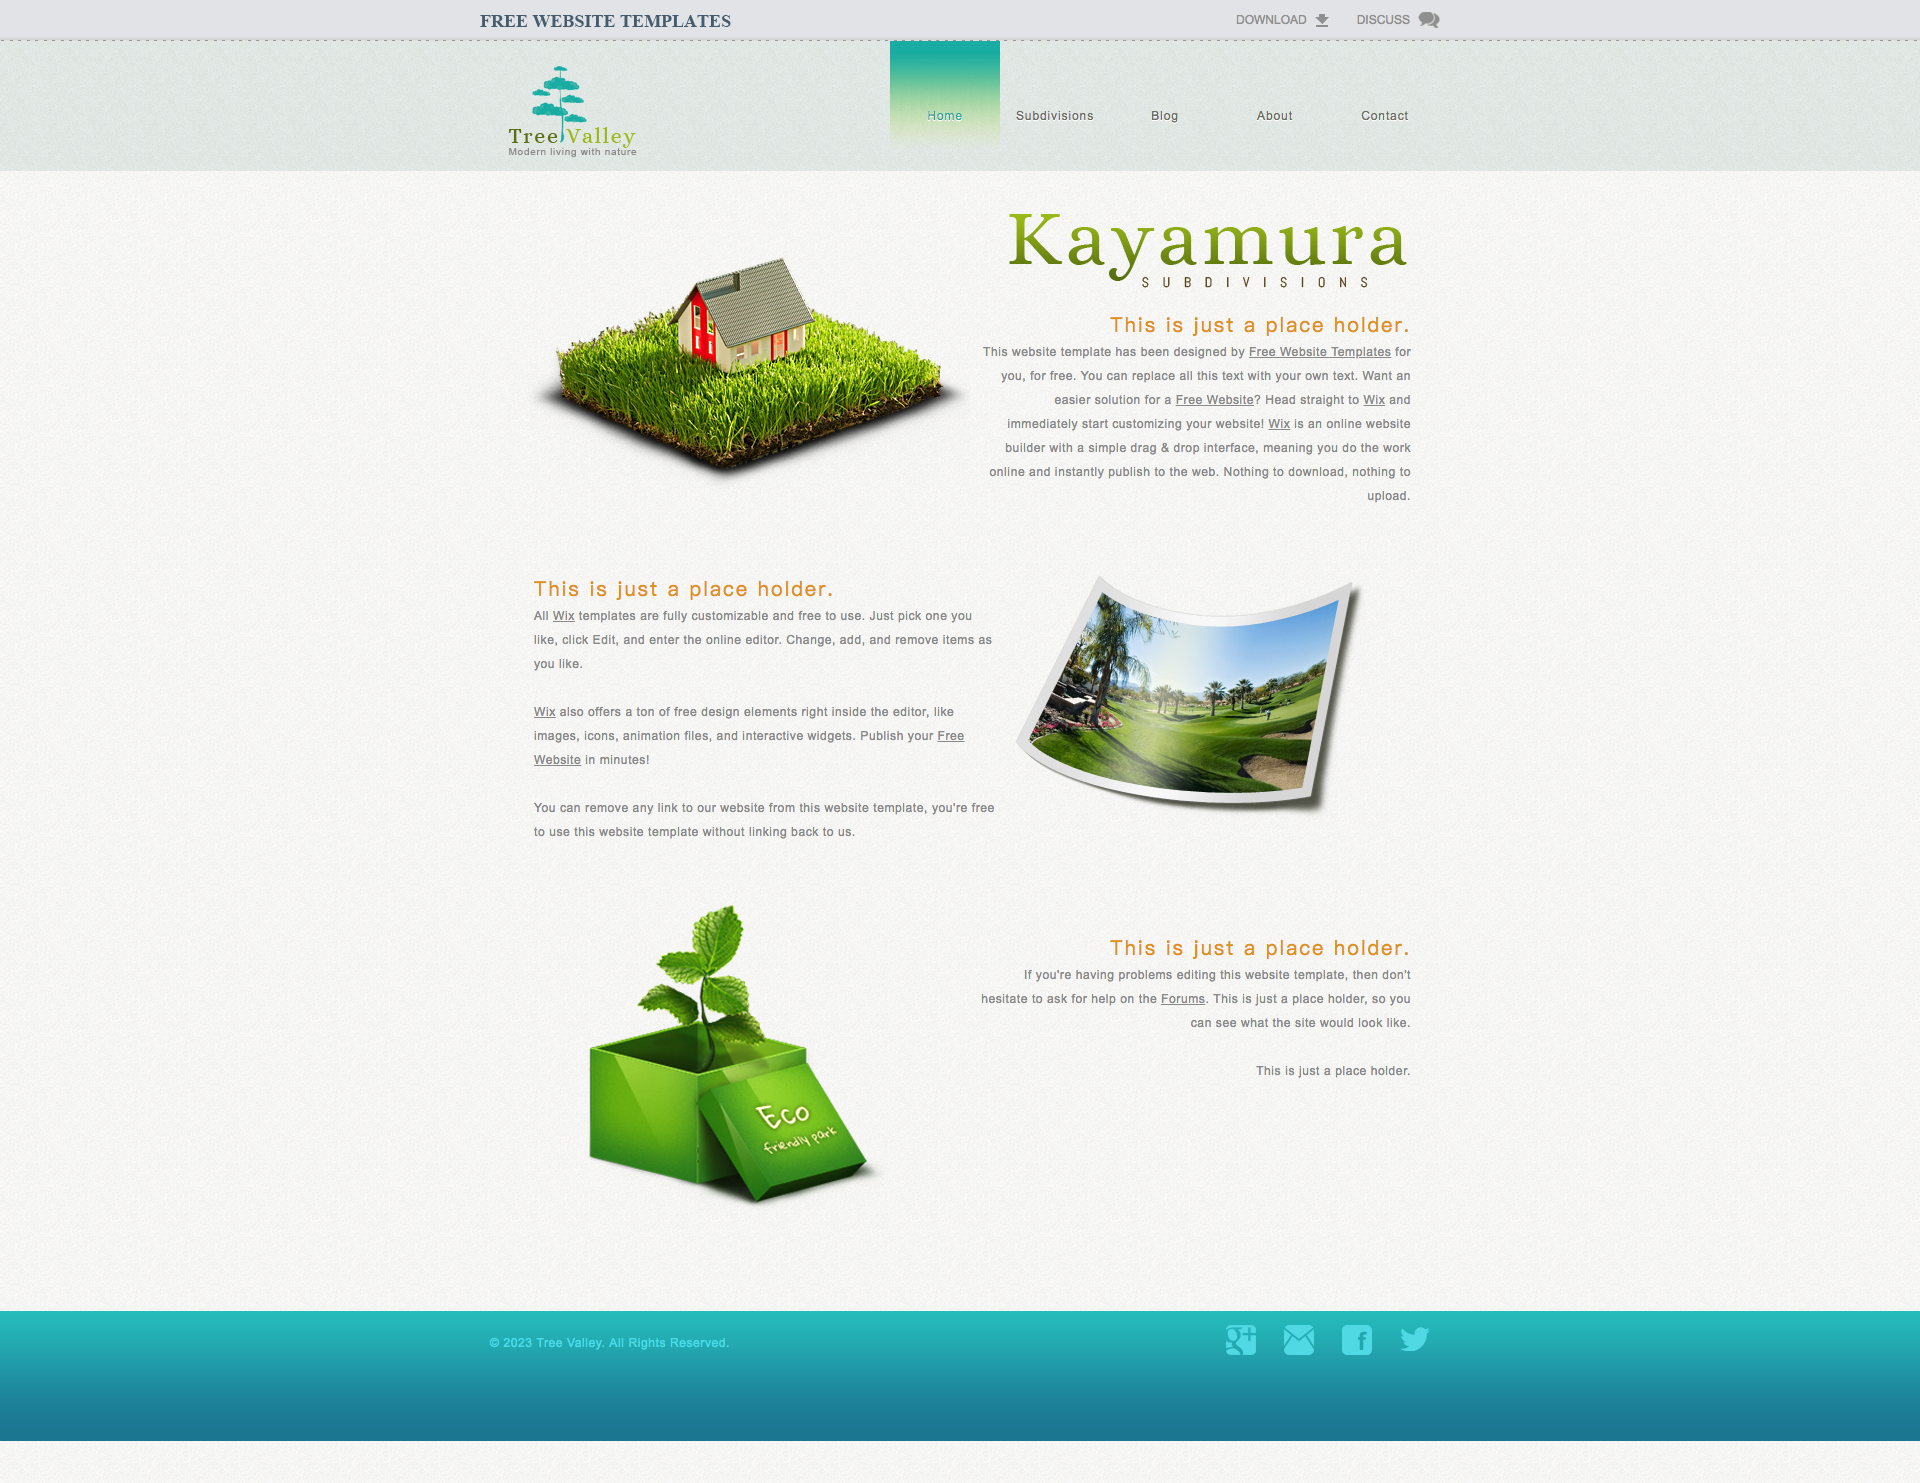 FREE WEBSITE TEMPLATES
DOWNLOAD
DISCUSS
Tree Valley
Modern living with nature
Home
Subdivisions
Blog
About
Contact
Kayamura
SUBDIVISIONS
This is just a place holder.
This website template has been designed by Free Website Templates for
you, for free. You can replace all this text with your own text. Want an
easier solution for a Free Website? Head straight to Wix and
immediately start customizing your website! Wix is an online website
builder with a simple drag & drop interface, meaning you do the work
online and instantly publish to the web. Nothing to download, nothing to
upload.
This is just a place holder.
All Wix templates are fully customizable and free to use. Just pick one you
like, click Edit, and enter the online editor. Change, add, and remove items as
you like.
Wix also offers a ton of free design elements right inside the editor, like
images, icons, animation files, and interactive widgets. Publish your Free
Website in minutes!
You can remove any link to our website from this website template, you're free
to use this website template without linking back to us.
Eco
friendly park
This is just a place holder.
If you're having problems editing this website template, then don't
hesitate to ask for help on the Forums. This is just a place holder, so you
can see what the site would look like.
This is just a place holder.
© 2023 Tree Valley. All Rights Reserved.